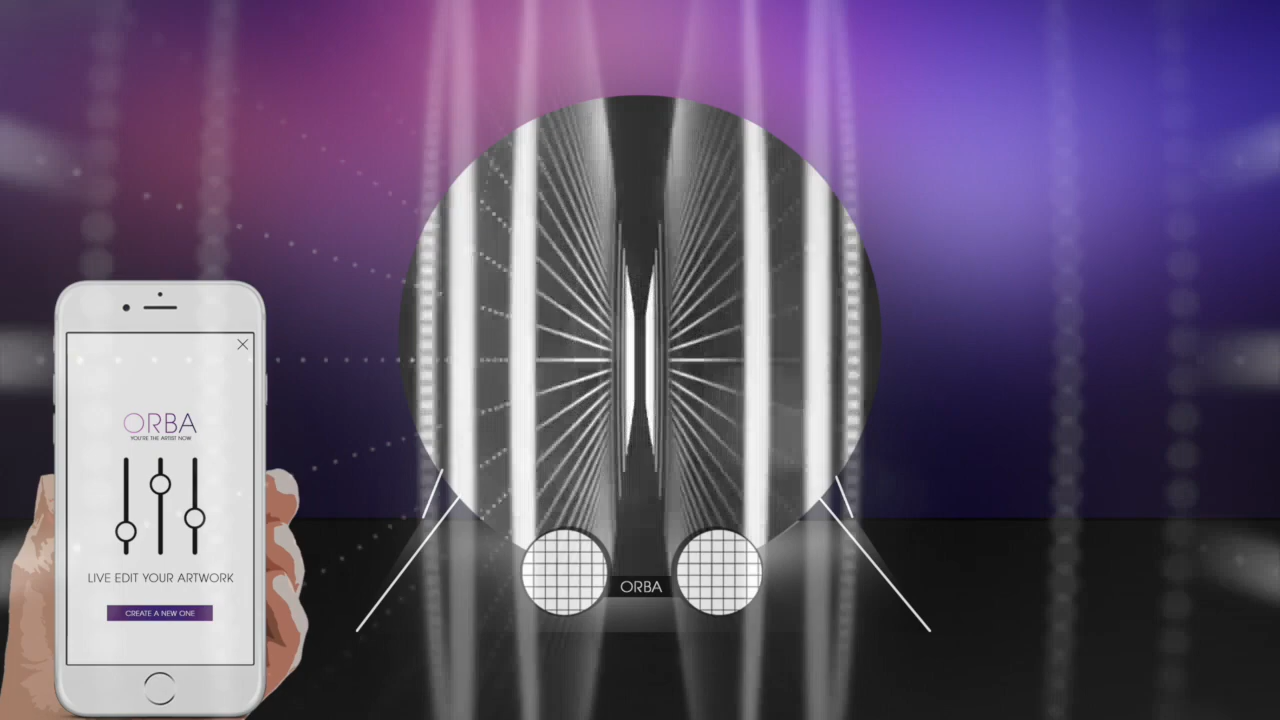 ORBA
YOU'RE THE ARTIST NOW
LIVE EDIT YOUR ARTWORK
CREATE A NEW ONE
ORBA